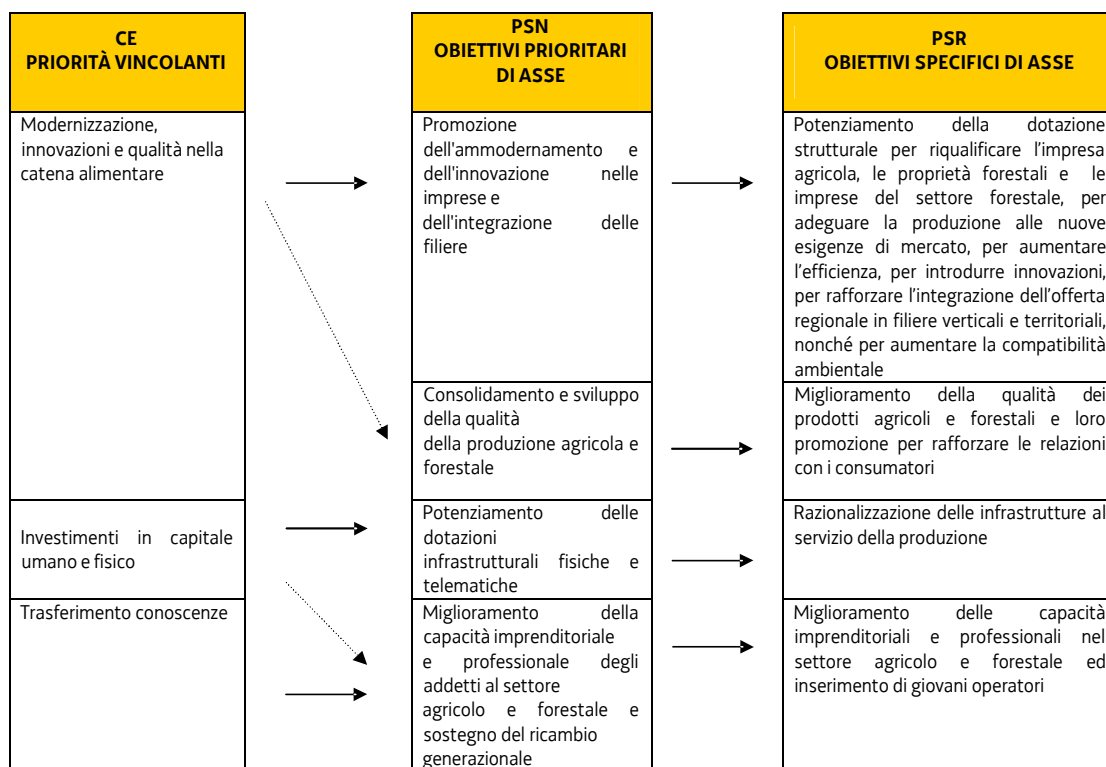 CE
PRIORITÀ VINCOLANTI
PSN
OBIETTIVI PRIORITARI
DI ASSE
PSR
OBIETTIVI SPECIFICI DI ASSE
Modernizzazione,
innovazioni e qualità nella
catena alimentare
Promozione
dell'ammodernamento e
dell'innovazione nelle
imprese e
dell'integrazione delle
filiere
Potenziamento della dotazione
strutturale per riqualificare l'impresa
agricola, le proprietà forestali e le
imprese del settore forestale, per
adeguare la produzione alle nuove
esigenze di mercato, per aumentare
l'efficienza, per introdurre innovazioni,
per rafforzare l'integrazione dell'offerta
regionale in filiere verticali e territoriali,
nonché per aumentare la compatibilità
ambientale
Consolidamento e sviluppo
della qualità
della produzione agricola e
forestale
Miglioramento della qualità dei
prodotti agricoli e forestali e loro
promozione per rafforzare le relazioni
con i consumatori
Investimenti in capitale
umano e fisico
Potenziamento delle
dotazioni
infrastrutturali fisiche e
telematiche
Razionalizzazione delle infrastrutture al
servizio della produzione
Trasferimento conoscenze
Miglioramento della
capacità imprenditoriale
e professionale degli
addetti al settore
agricolo e forestale e
sostegno del ricambio
generazionale
Miglioramento delle capacità
imprenditoriali e professionali nel
settore agricolo e forestale ed
inserimento di giovani operatori